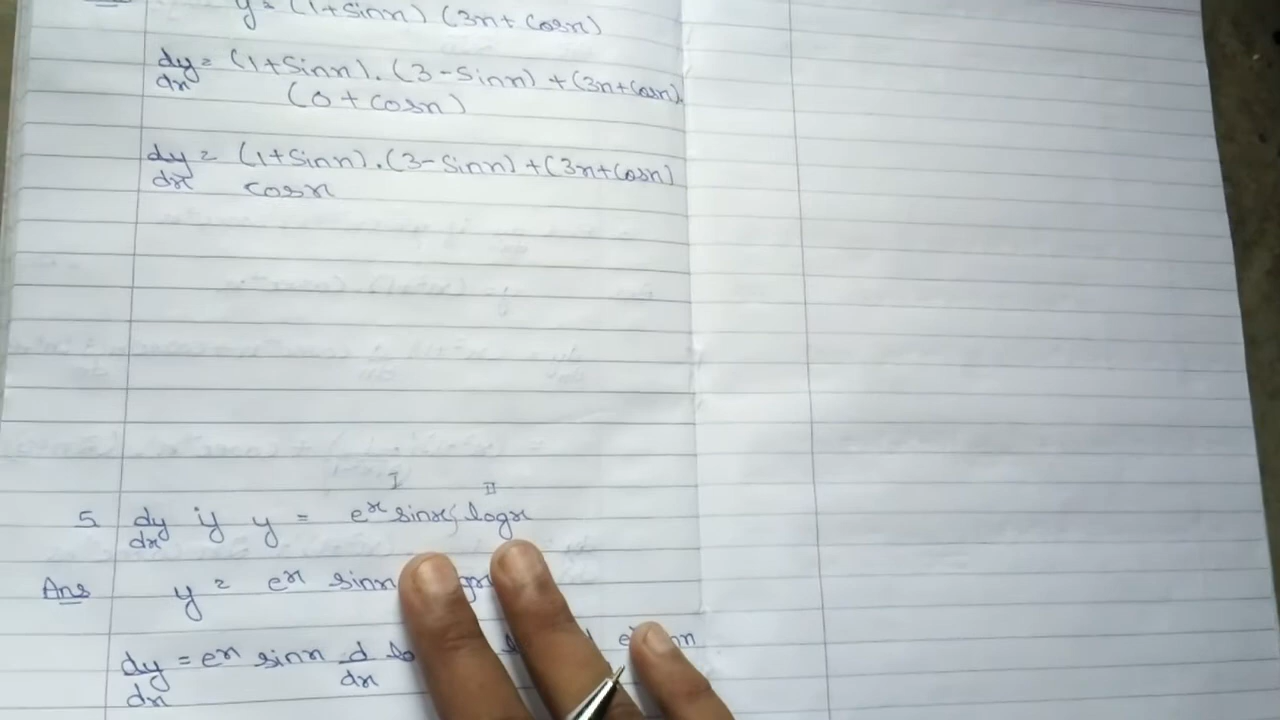 y = (1+sinx) (3x+cosx)
dy/dx = (1+sinx).(3-sinx) +(3x+cosx).
(0+cosx)
dy/dx = (1+sinx).(3-sinx) +(3x+cosx)
cosx
I II
5. dy/dx if y = e^x sinx; logx
Ans y = e^x sinx
dy/dx = e^x sinx d/dx